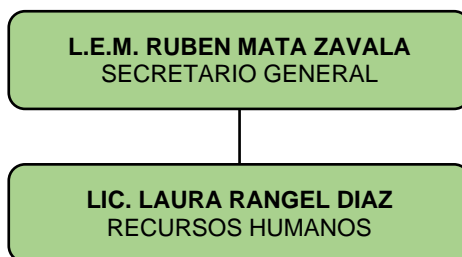 L.E.M. RUBEN MATA ZAVALA
SECRETARIO GENERAL
LIC. LAURA RANGEL DIAZ
RECURSOS HUMANOS